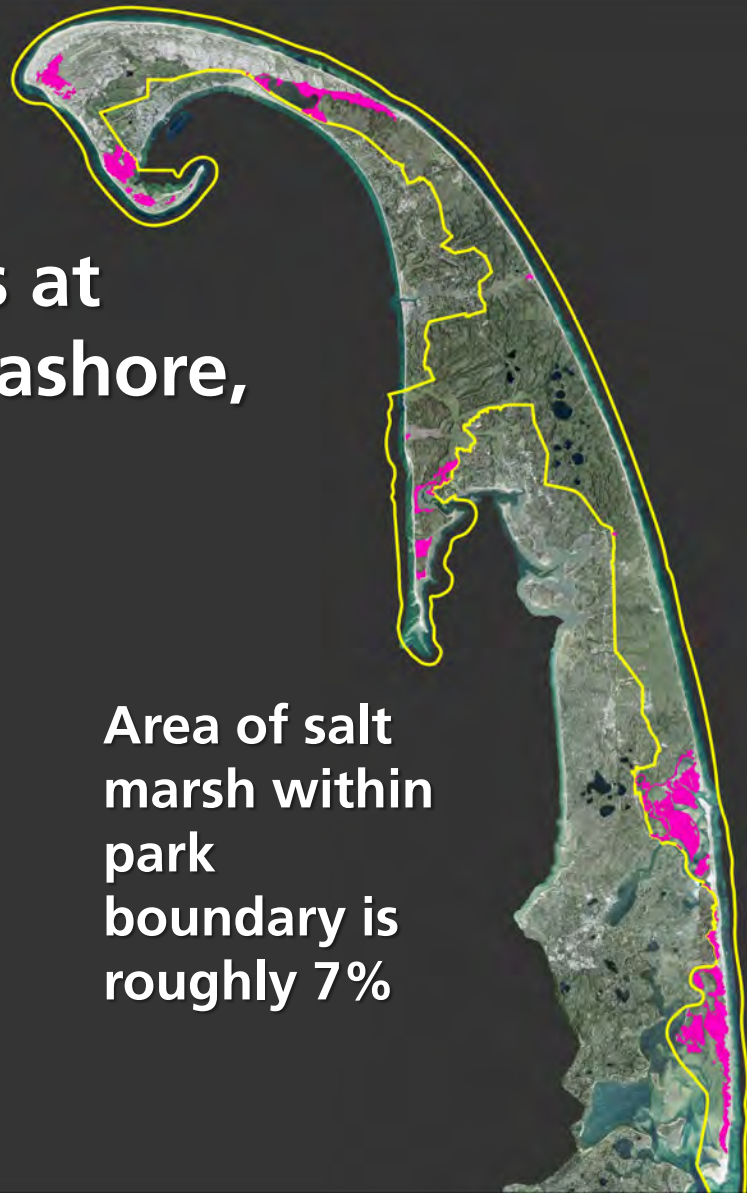 s at
ashore,
Area of salt
marsh within
park
boundary is
roughly 7%